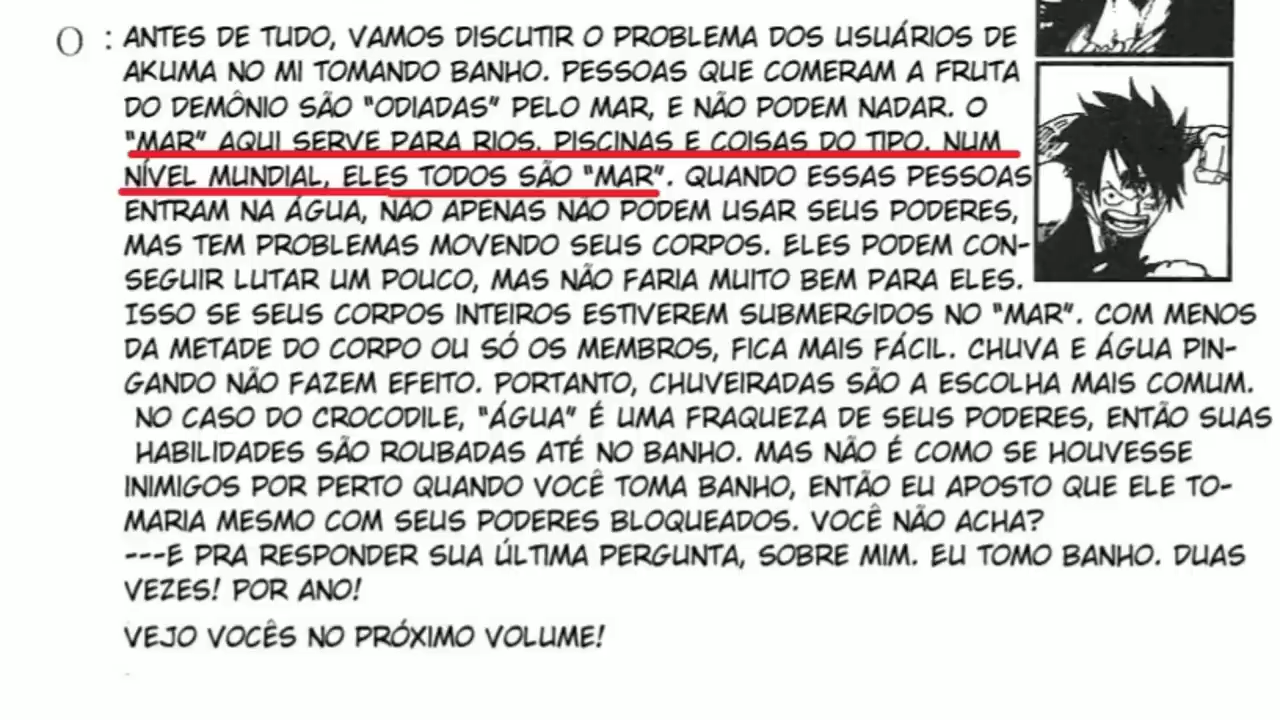 O : ANTES DE TUDO, VAMOS DISCUTIR O PROBLEMA DOS USUÁRIOS DE
AKUMA NO MI TOMANDO BANHO. PESSOAS QUE COMERAM A FRUTA
DO DEMÔNIO SÃO "ODIADAS" PELO MAR, E NÃO PODEM NADAR. O
"MAR" AQUI SERVE PARA RIOS, PISCINAS E COISAS DO TIPO. NUM
NÍVEL MUNDIAL, ELES TODOS SÃO "MAR". QUANDO ESSAS PESSOAS
ENTRAM NA ÁGUA, NÃO APENAS NÃO PODEM USAR SEUS PODERES,
MAS TEM PROBLEMAS MOVENDO SEUS CORPOS. ELES PODEM CON-
SEGUIR LUTAR UM POUCO, MAS NÃO FARIA MUITO BEM PARA ELES.
ISSO SE SEUS CORPOS INTEIROS ESTIVEREM SUBMERGIDOS NO "MAR". COM MENOS
DA METADE DO CORPO OU SÓ OS MEMBROS, FICA MAIS FÁCIL. CHUVA E ÁGUA PIN-
GANDO NÃO FAZEM EFEITO. PORTANTO, CHUVEIRADAS SÃO A ESCOLHA MAIS COMUM.
NO CASO DO CROCODILE, "ÁGUA" É UMA FRAQUEZA DE SEUS PODERES, ENTÃO SUAS
HABILIDADES SÃO ROUBADAS ATÉ NO BANHO. MAS NÃO É COMO SE HOUVESSE
INIMIGOS POR PERTO QUANDO VOCÊ TOMA BANHO, ENTÃO EU APOSTO QUE ELE TO-
MARIA MESMO COM SEUS PODERES BLOQUEADOS. VOCÊ NÃO ACHA?
---E PRA RESPONDER SUA ÚLTIMA PERGUNTA, SOBRE MIM. EU TOMO BANHO. DUAS
VEZES! POR ANO!
VEJO VOCÊS NO PRÓXIMO VOLUME!